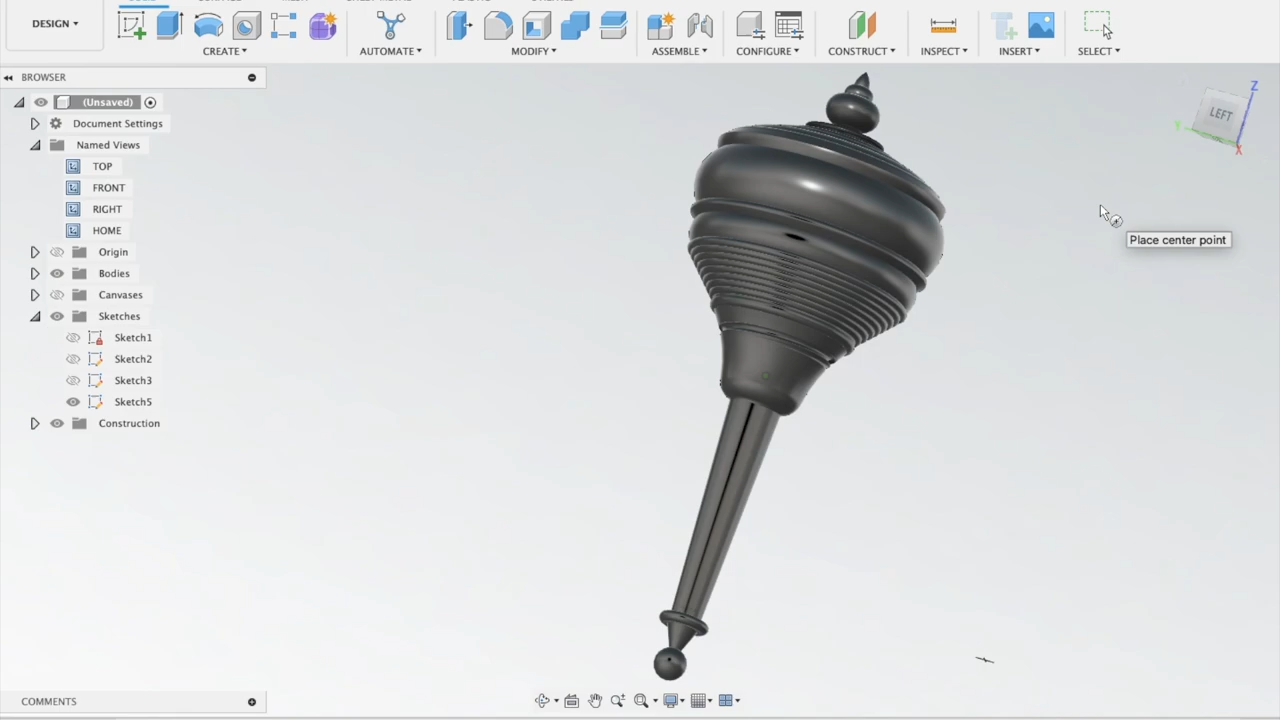 DESIGN
CREATE
AUTOMATE
MODIFY
ASSEMBLE
CONFIGURE
CONSTRUCT
INSPECT
INSERT
SELECT
BROWSER
(Unsaved)
Document Settings
Named Views
TOP
FRONT
RIGHT
HOME
Origin
Bodies
Canvases
Sketches
Sketch1
Sketch2
Sketch3
Sketch5
Construction
Z
LEFT
Y
X
Place center point
COMMENTS